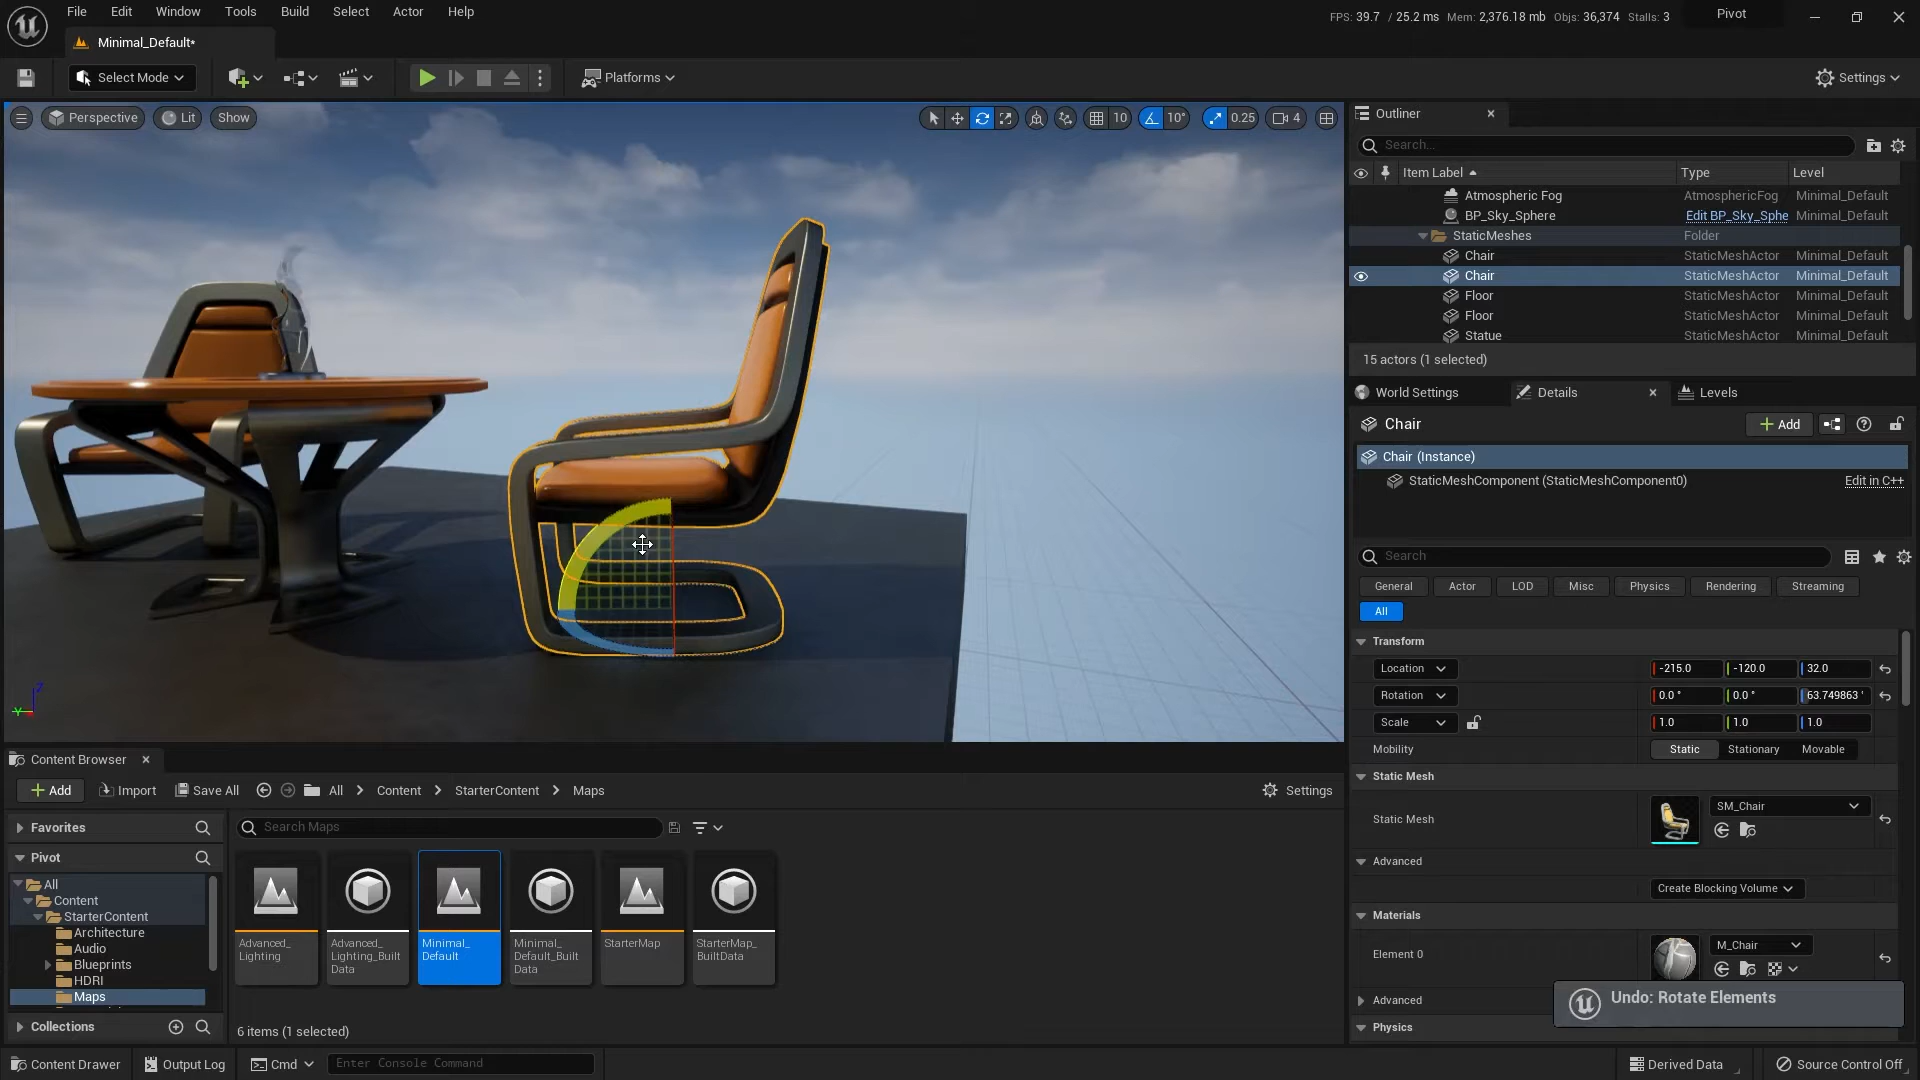 File Edit Window Tools Build Select Actor Help
FPS: 39.7 / 25.2 ms Mem: 2,376.18 mb Objs: 36,374 Stalls: 3
Pivot
Minimal_Default*
Select Mode
Platforms
Settings
Perspective Lit Show
10 10° 0.25 4
Outliner
Search...
Item Label Type Level
Atmospheric Fog AtmosphericFog Minimal_Default
BP_Sky_Sphere Edit BP_Sky_Sphe Minimal_Default
StaticMeshes Folder
Chair StaticMeshActor Minimal_Default
Chair StaticMeshActor Minimal_Default
Floor StaticMeshActor Minimal_Default
Floor StaticMeshActor Minimal_Default
Statue StaticMeshActor Minimal_Default
15 actors (1 selected)
World Settings Details Levels
Chair
Add
Chair (Instance)
StaticMeshComponent (StaticMeshComponent0) Edit in C++
Search
General Actor LOD Misc Physics Rendering Streaming
All
Transform
Location -215.0 -120.0 32.0
Rotation 0.0 ° 0.0 ° 63.749863 °
Scale 1.0 1.0 1.0
Mobility Static Stationary Movable
Static Mesh
Static Mesh SM_Chair
Advanced
Create Blocking Volume
Materials
Element 0 M_Chair
Advanced
Physics
Undo: Rotate Elements
z
Y
Content Browser
Add Import Save All All Content StarterContent Maps Settings
Favorites
Search Maps
Pivot
All
Content
StarterContent
Architecture
Audio
Blueprints
HDRI
Maps
Collections
Advanced_
Lighting
Advanced_
Lighting_Built
Data
Minimal_
Default
Minimal_
Default_Built
Data
StarterMap
StarterMap_
BuiltData
6 items (1 selected)
Content Drawer Output Log Cmd Enter Console Command Derived Data Source Control Off